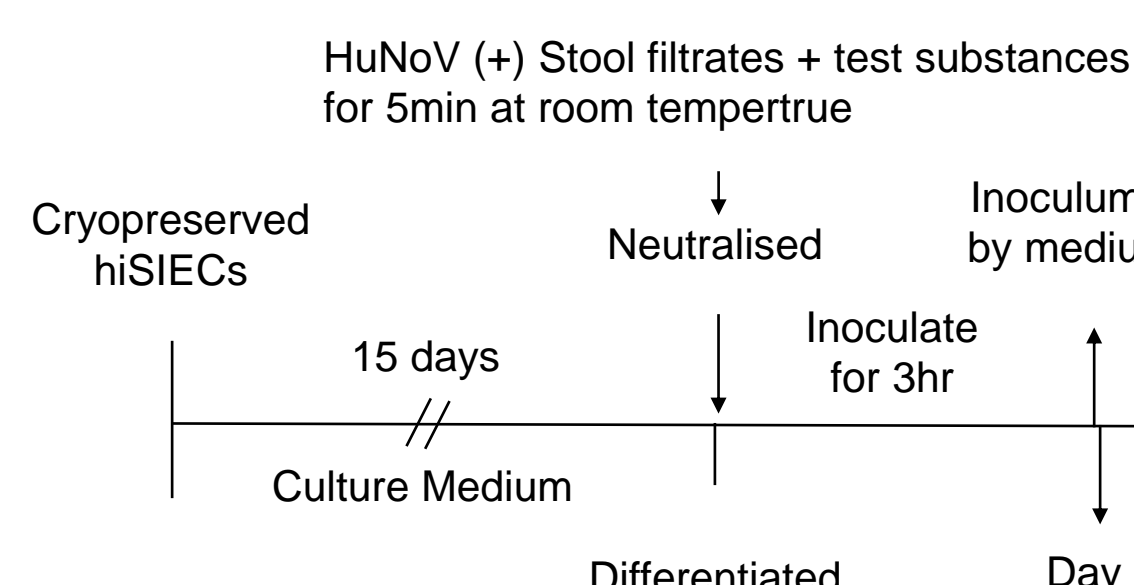 HuNoV (+) Stool filtrates + test substances
for 5min at room tempertrue
Cryopreserved
hiSIECs
Neutralised
Inoculum
by mediu
15 days
Inoculate
for 3hr
Culture Medium
Differentiated
Day